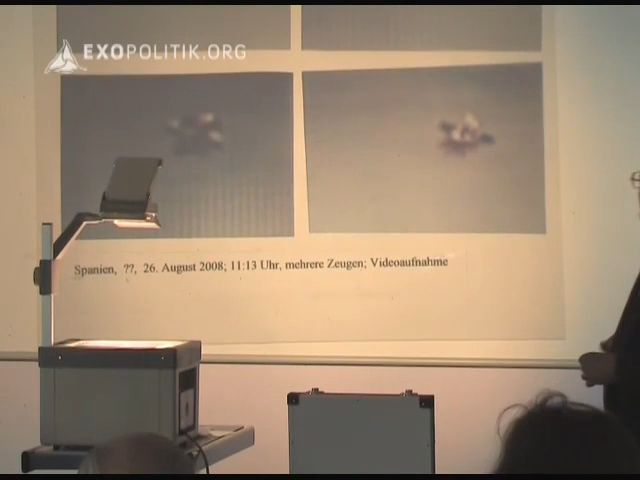 EXOPOLITIK.ORG
Spanien, ??, 26. August 2008; 11:13 Uhr, mehrere Zeugen; Videoaufnahme